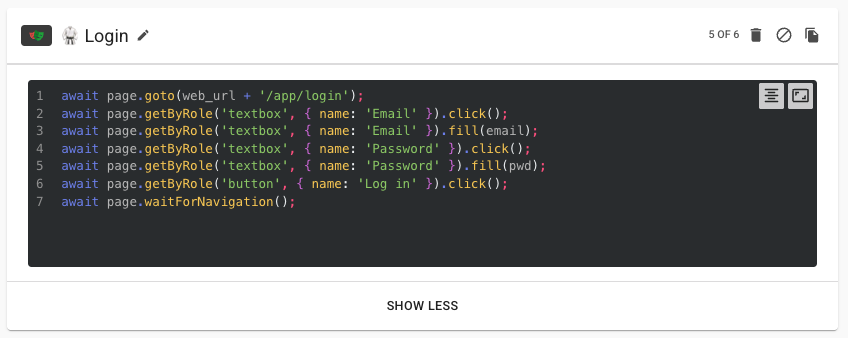 Login
5 OF 6
1 await page.goto(web_url + '/app/login');
2 await page.getByRole('textbox', { name: 'Email' }).click();
3 await page.getByRole('textbox', { name: 'Email' }).fill(email);
4 await page.getByRole('textbox', { name: 'Password' }).click();
5 await page.getByRole('textbox', { name: 'Password' }).fill(pwd);
6 await page.getByRole('button', { name: 'Log in' }).click();
7 await page.waitForNavigation();
SHOW LESS